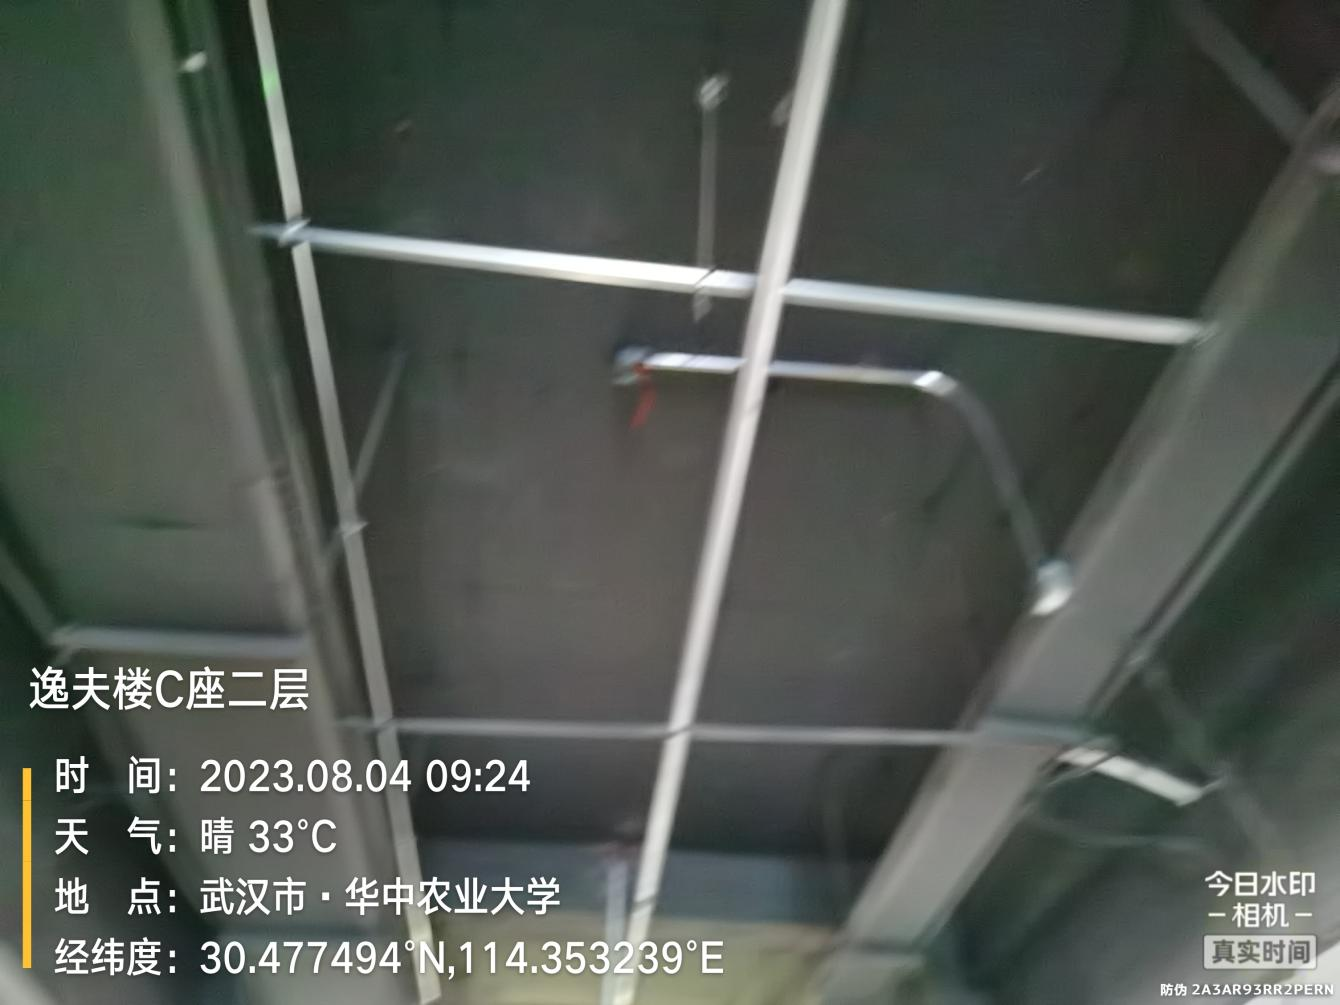 逸夫楼C座二层
时 间：2023.08.04 09:24
天 气：晴 33°C
地 点：武汉市·华中农业大学
经纬度：30.477494°N,114.353239°E
今日水印
-相机-
真实时间
防伪 2A3AR93RR2PERN